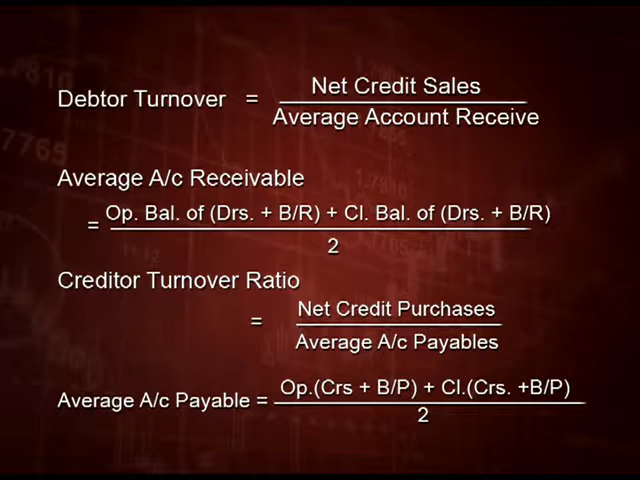 Debtor Turnover = Net Credit Sales
Average Account Receive
Average A/c Receivable
= Op. Bal. of (Drs. + B/R) + Cl. Bal. of (Drs. + B/R)
2
Creditor Turnover Ratio
= Net Credit Purchases
Average A/c Payables
Average A/c Payable = Op.(Crs + B/P) + Cl.(Crs. +B/P)
2